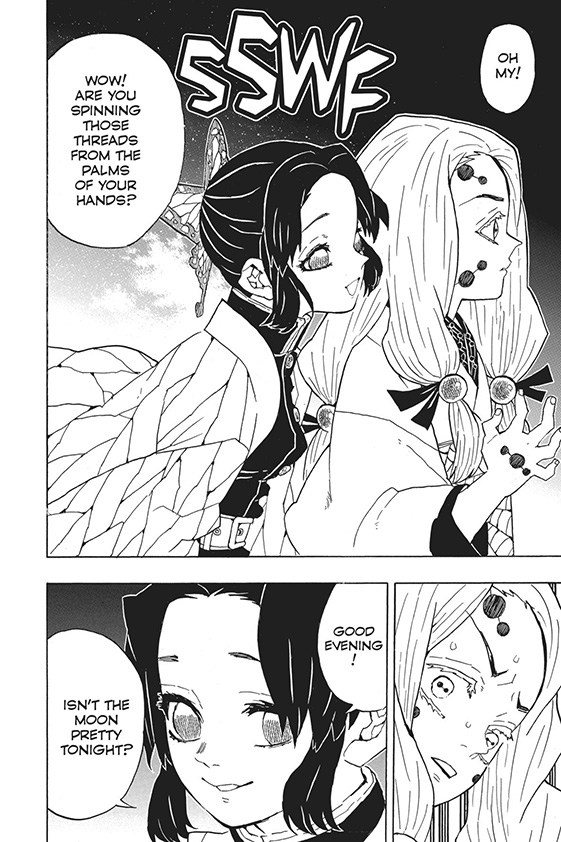 OH
MY!
SSWF
WOW!
ARE YOU
SPINNING
THOSE
THREADS
FROM THE
PALMS
OF YOUR
HANDS?
GOOD
EVENING
!
ISN'T THE
MOON
PRETTY
TONIGHT?